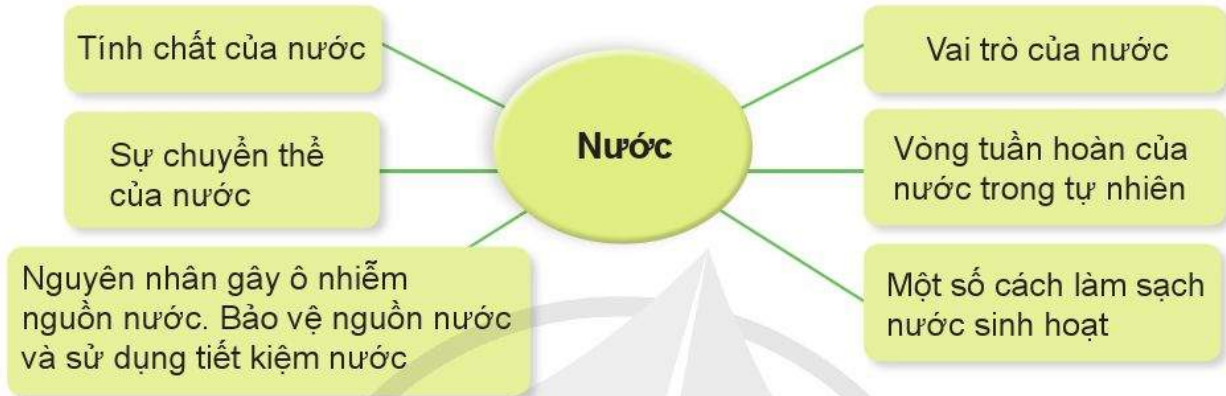 Tính chất của nước
Sự chuyển thể
của nước
Nguyên nhân gây ô nhiễm
nguồn nước. Bảo vệ nguồn nước
và sử dụng tiết kiệm nước
Nước
Vai trò của nước
Vòng tuần hoàn của
nước trong tự nhiên
Một số cách làm sạch
nước sinh hoạt